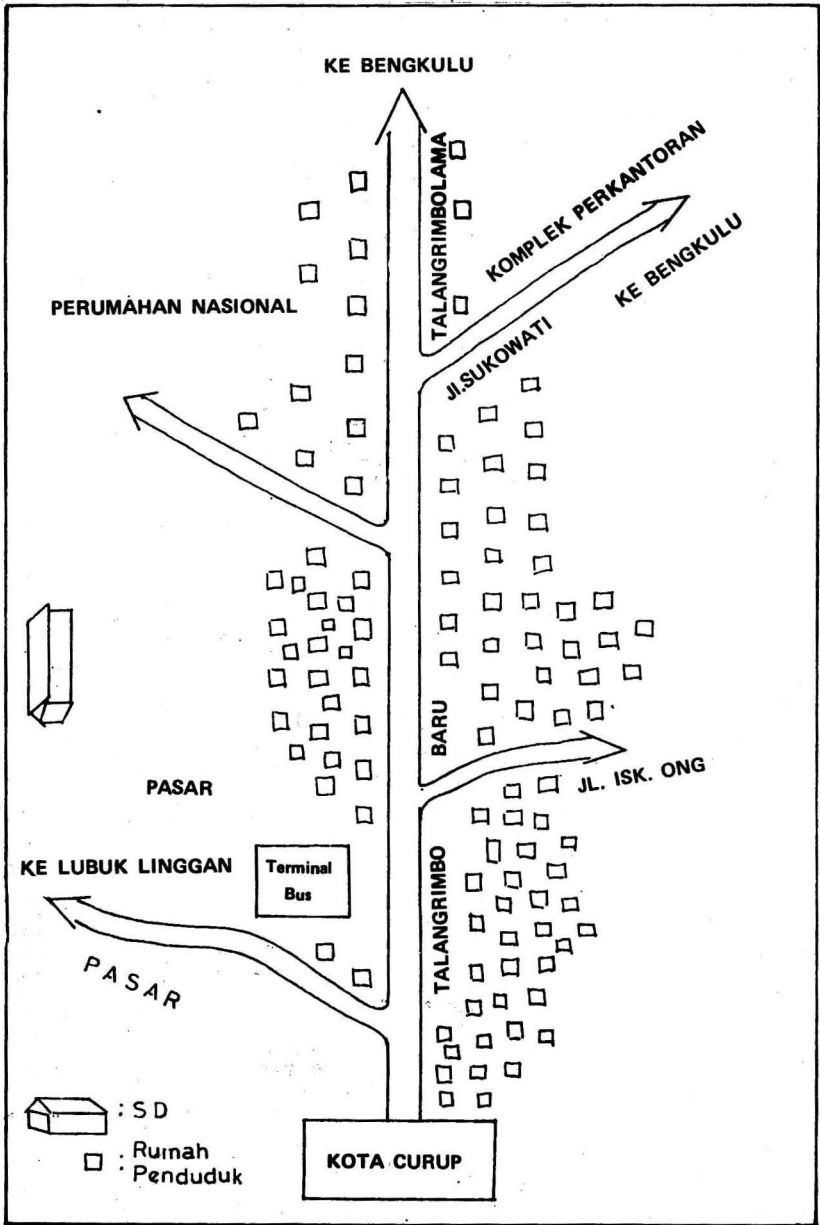 KE BENGKULU
TALANGRIMBOLAMA
KOMPLEK PERKANTORAN
KE BENGKULU
PERUMAHAN NASIONAL
Jl.SUKOWATI
BARU
JL. ISK. ONG
PASAR
KE LUBUK LINGGAN
Terminal
Bus
TALANGRIMBO
PASAR
: SD
: Rumah
Penduduk
KOTA CURUP